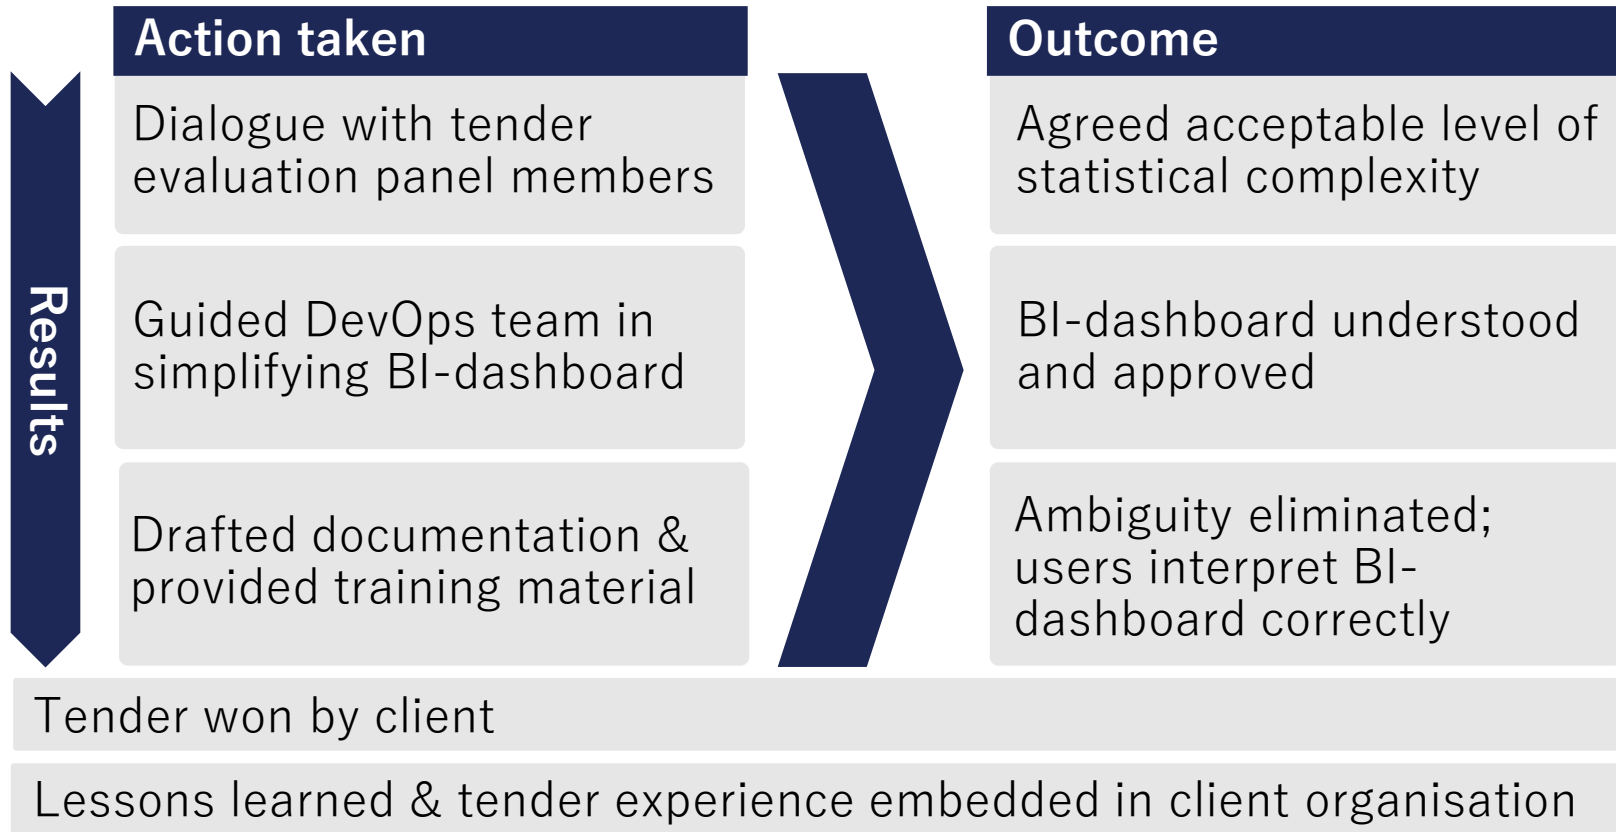 Action taken
Outcome
Results
Dialogue with tender
evaluation panel members
Agreed acceptable level of
statistical complexity
Guided DevOps team in
simplifying BI-dashboard
BI-dashboard understood
and approved
Drafted documentation &
provided training material
Ambiguity eliminated;
users interpret BI-
dashboard correctly
Tender won by client
Lessons learned & tender experience embedded in client organisation